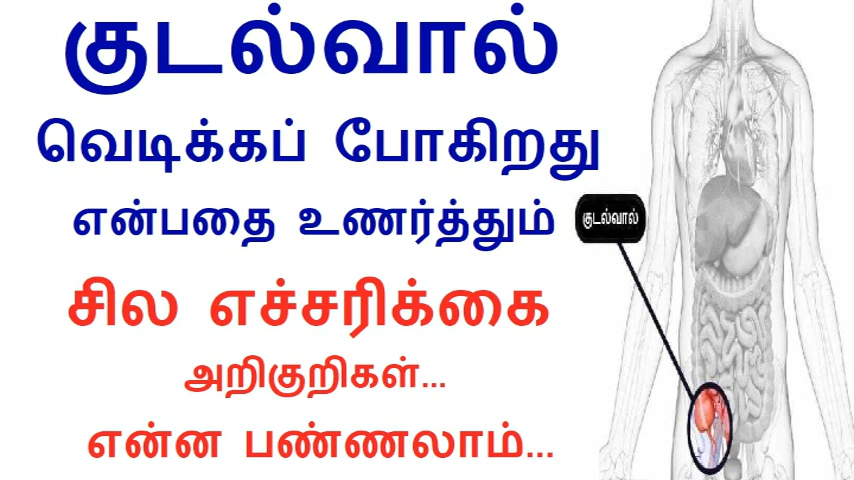 குடல்வால்
வெடிக்கப் போகிறது
என்பதை உணர்த்தும்
குடல்வால்
சில எச்சரிக்கை
அறிகுறிகள்...
என்ன பண்ணலாம்...